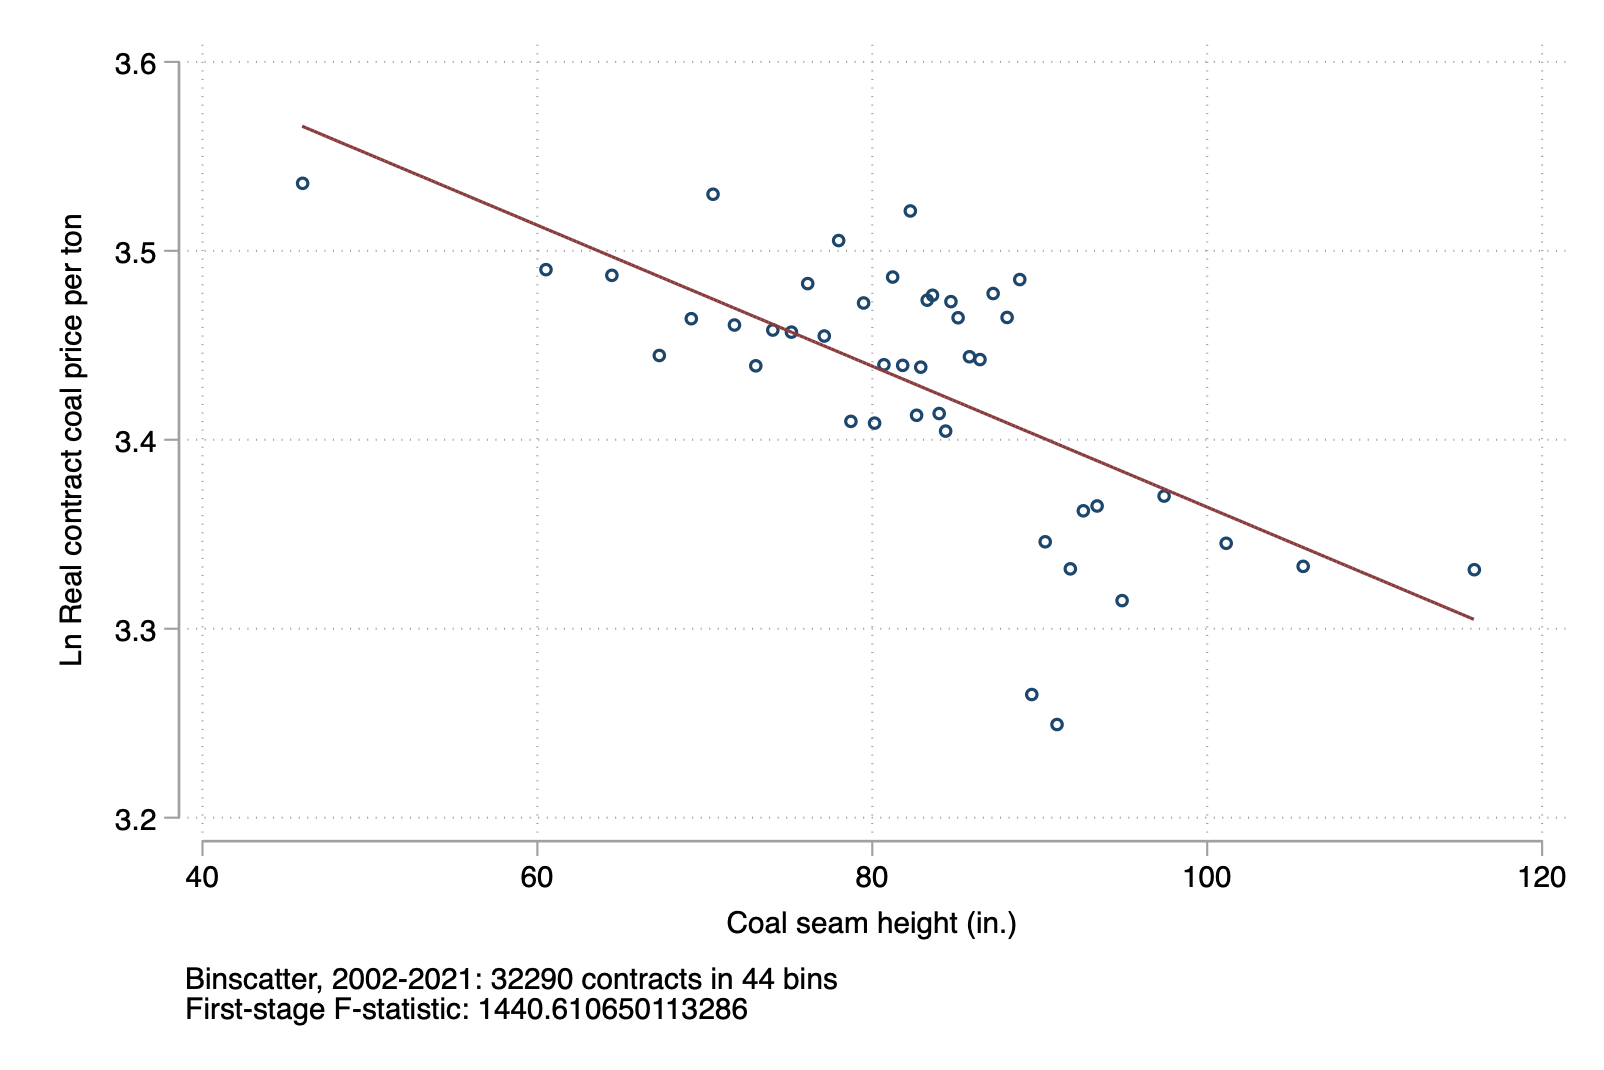 3.6
3.5
3.4
3.3
3.2
Ln Real contract coal price per ton
40 60 80 100 120
Coal seam height (in.)
Binscatter, 2002-2021: 32290 contracts in 44 bins
First-stage F-statistic: 1440.610650113286